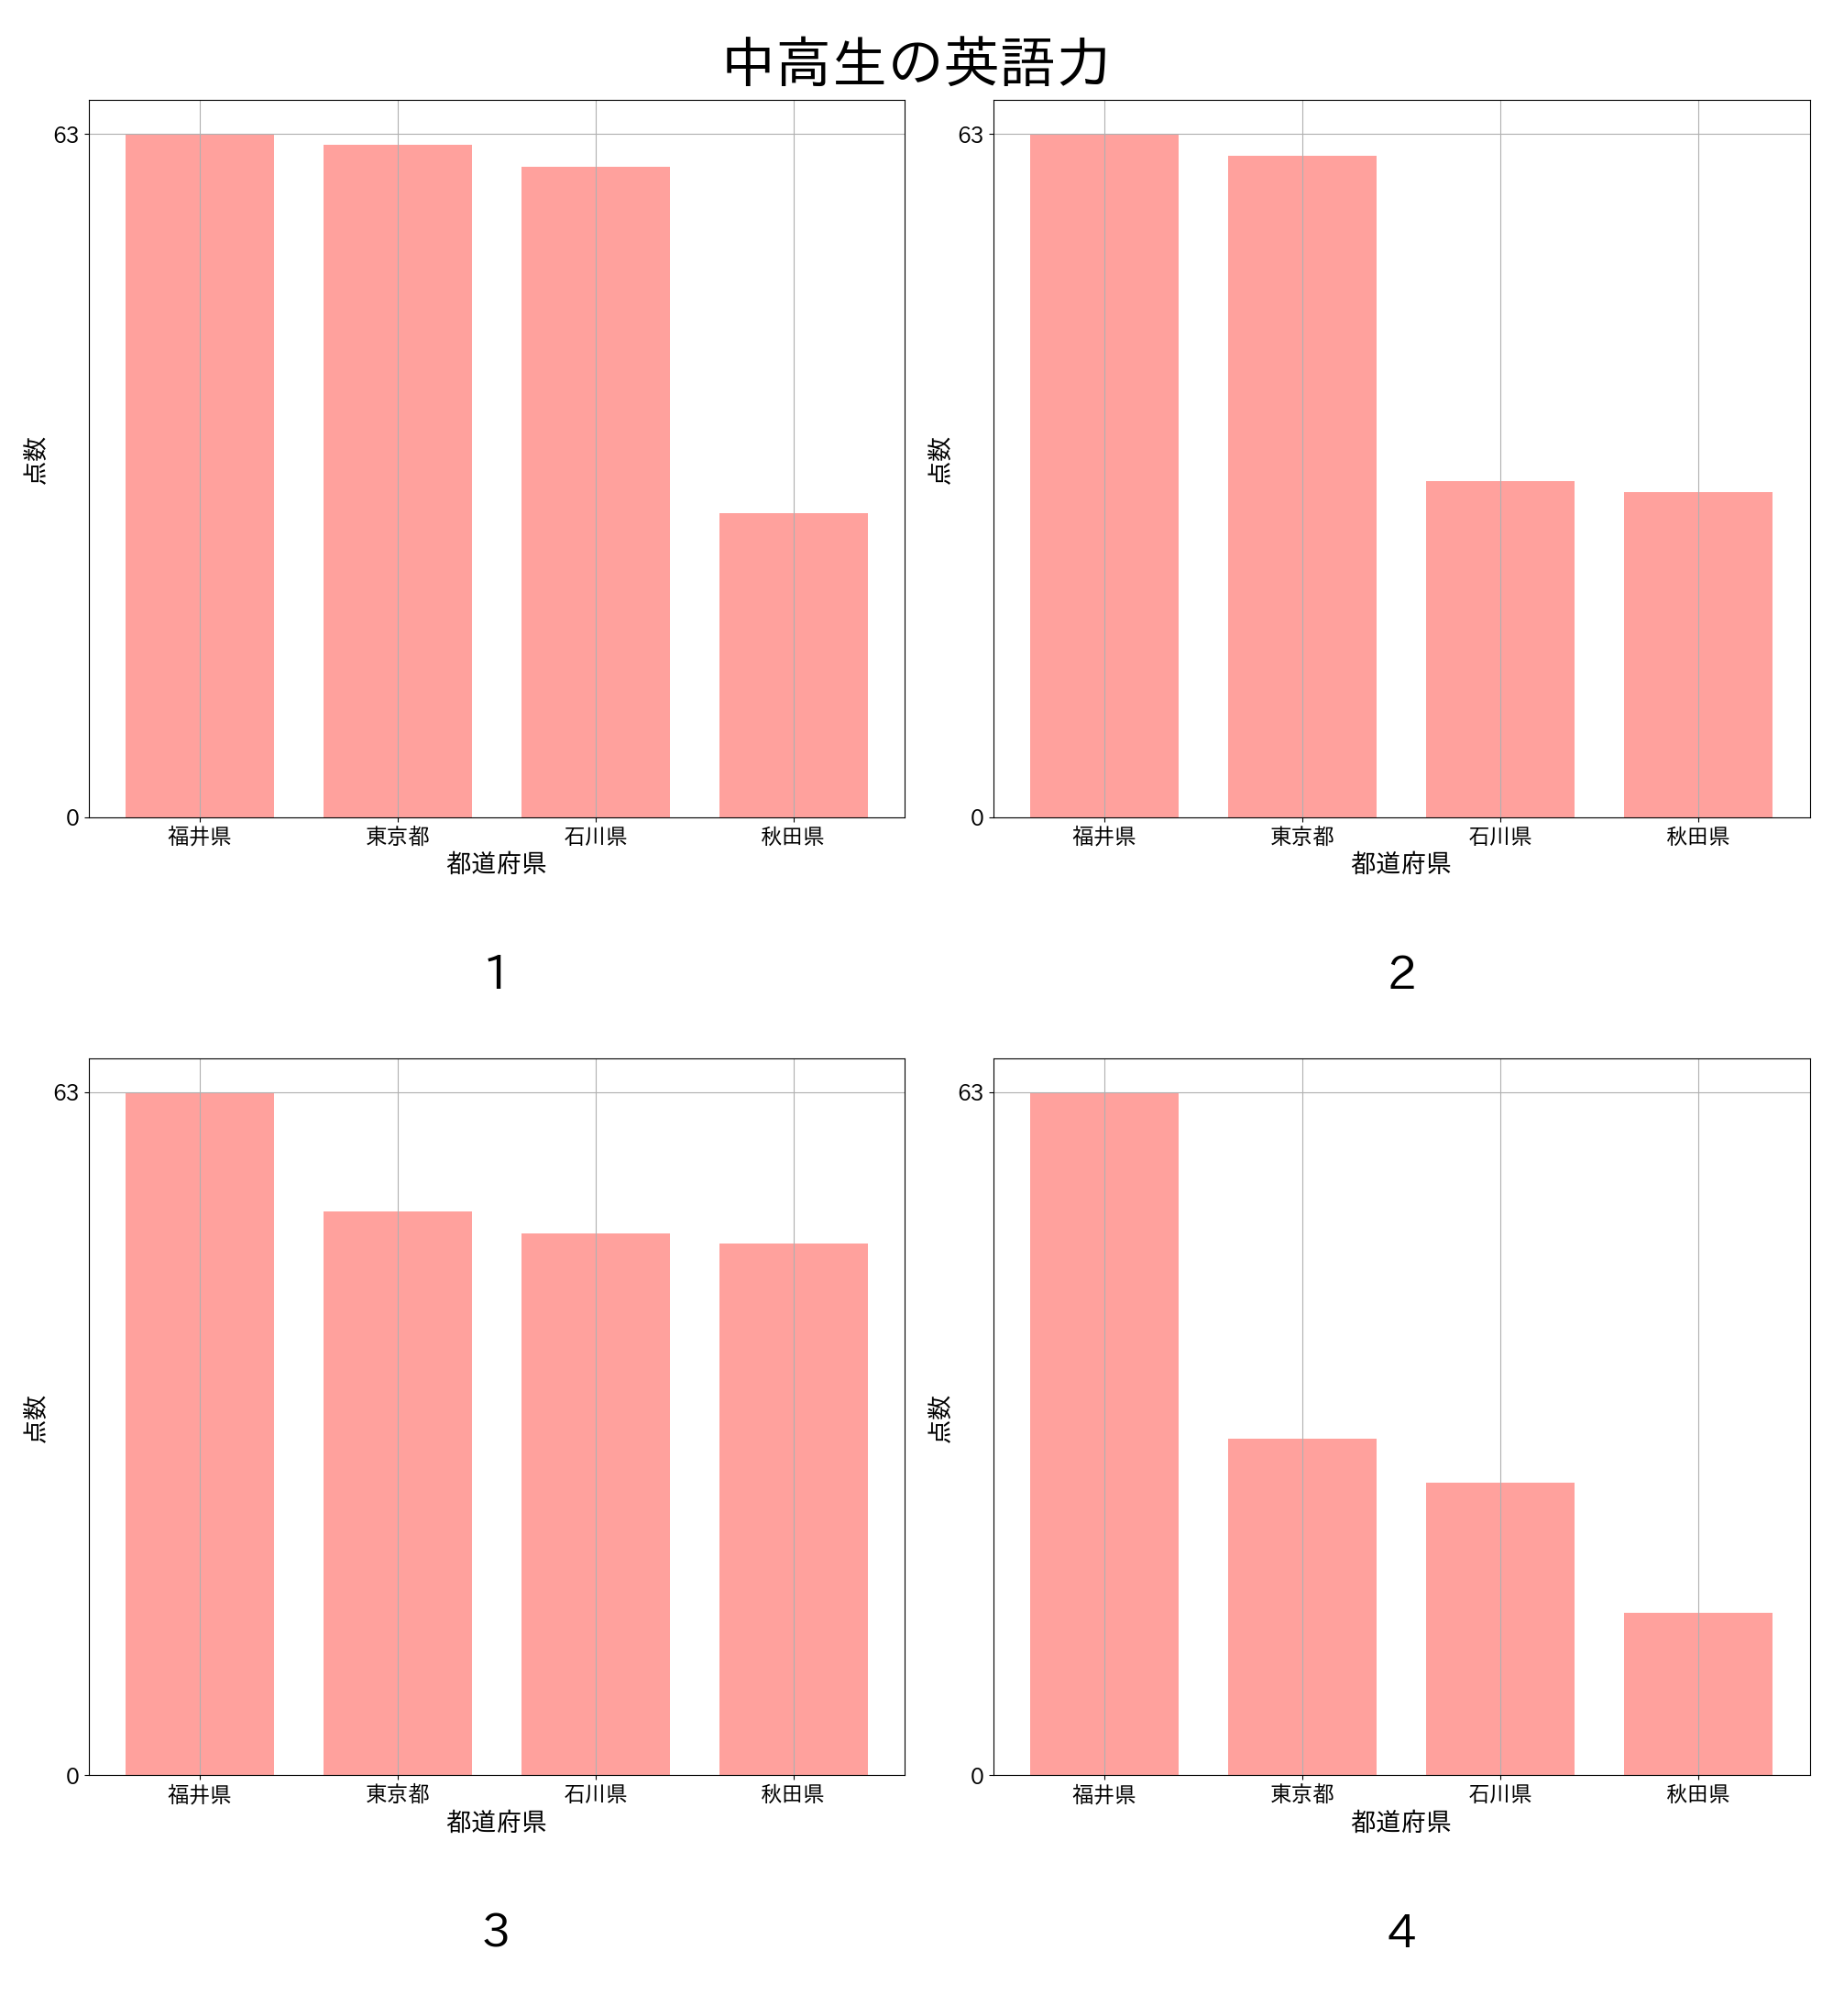 中高生の英語力
63
0
点数
福井県 東京都 石川県 秋田県
都道府県
1
63
0
点数
福井県 東京都 石川県 秋田県
都道府県
2
63
0
点数
福井県 東京都 石川県 秋田県
都道府県
3
63
0
点数
福井県 東京都 石川県 秋田県
都道府県
4